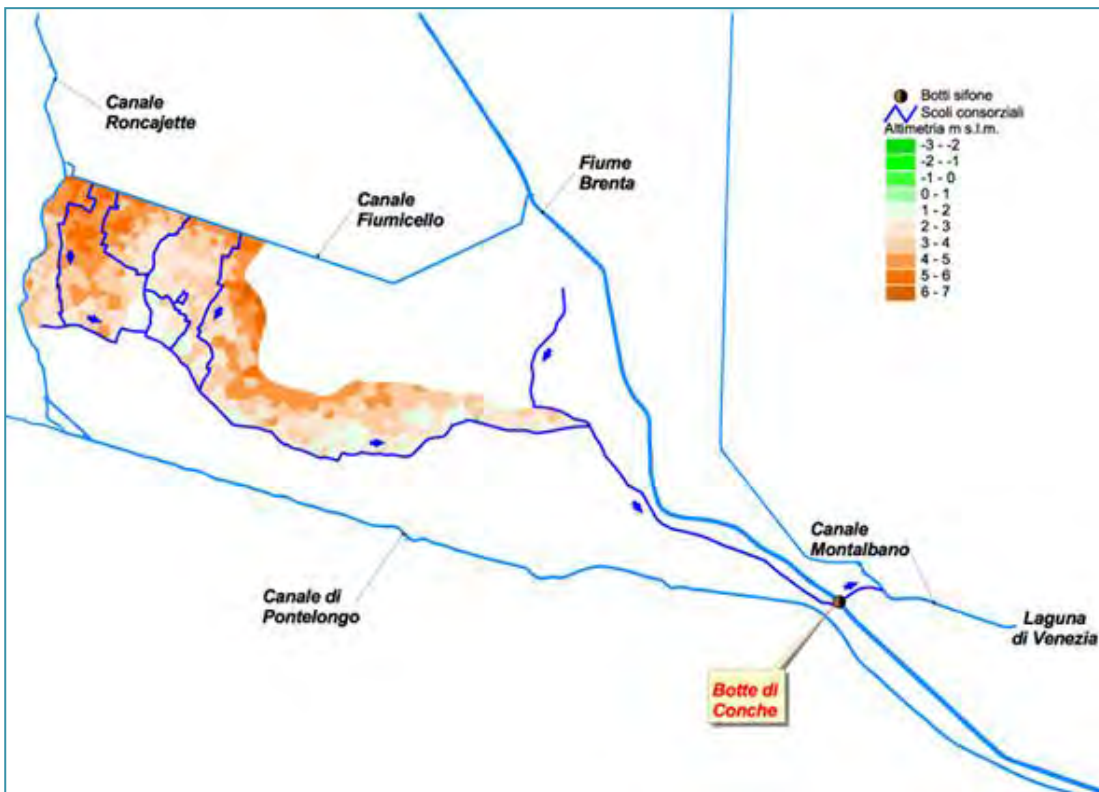 Canale
Roncajette
Canale
Fiumicello
Fiume
Brenta
Botti sifone
Scoli consorziali
Altimetria m s.l.m.
-3 - -2
-2 - -1
-1 - 0
0 - 1
1 - 2
2 - 3
3 - 4
4 - 5
5 - 6
6 - 7
Canale
Montalbano
Canale di
Pontelongo
Laguna
di Venezia
Botte di
Conche